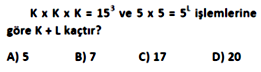 K x K x K = 15³ ve 5 x 5 = 5ᴸ işlemlerine
göre K + L kaçtır?
A) 5 B) 7 C) 17 D) 20